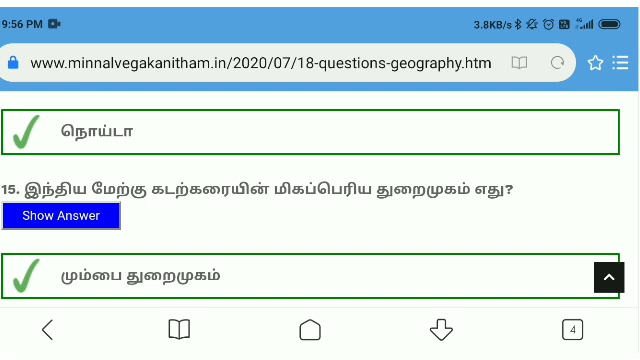 9:56 PM
3.8KB/s 4G
www.minnalvegakanitham.in/2020/07/18-questions-geography.htm
நொய்டா
15. இந்திய மேற்கு கடற்கரையின் மிகப்பெரிய துறைமுகம் எது?
Show Answer
மும்பை துறைமுகம்
4